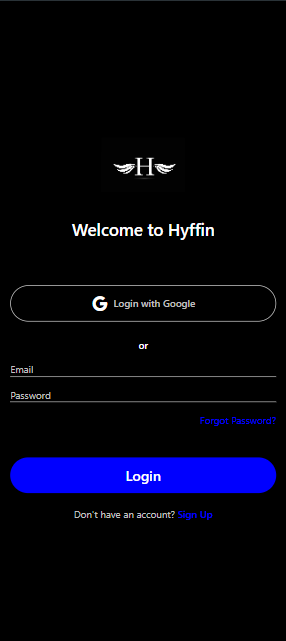 H
Welcome to Hyffin
Login with Google
or
Email
Password
Forgot Password?
Login
Don't have an account? Sign Up